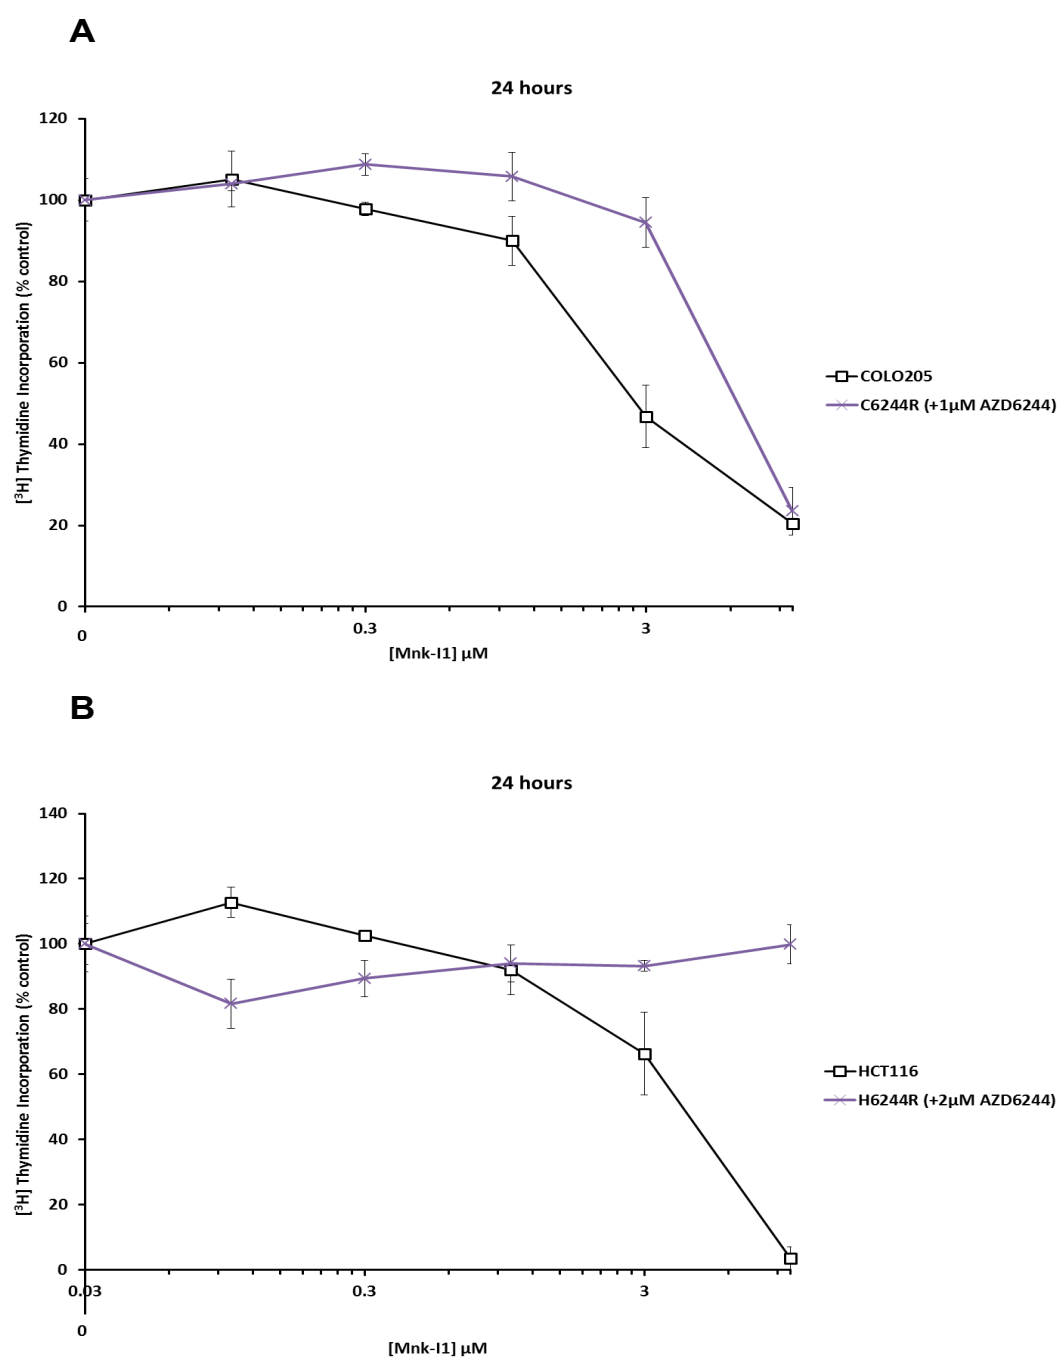 A
24 hours
120
100
80
60
40
20
0
[³H] Thymidine Incorporation (% control)
0
0.3
3
[Mnk-I1] µM
COLO205
C6244R (+1µM AZD6244)
B
24 hours
140
120
100
80
60
40
20
0
[³H] Thymidine Incorporation (% control)
0.03
0.3
3
0
[Mnk-I1] µM
HCT116
H6244R (+2µM AZD6244)